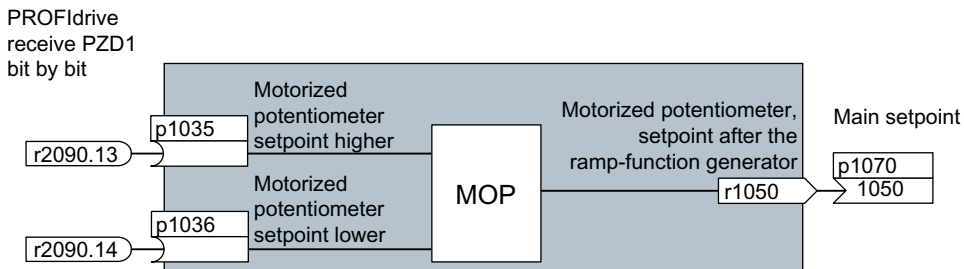 PROFIdrive
receive PZD1
bit by bit
Motorized
potentiometer
setpoint higher
p1035
r2090.13
Motorized
potentiometer
setpoint lower
p1036
r2090.14
MOP
Motorized potentiometer,
setpoint after the
ramp-function generator
r1050
Main setpoint
p1070
1050